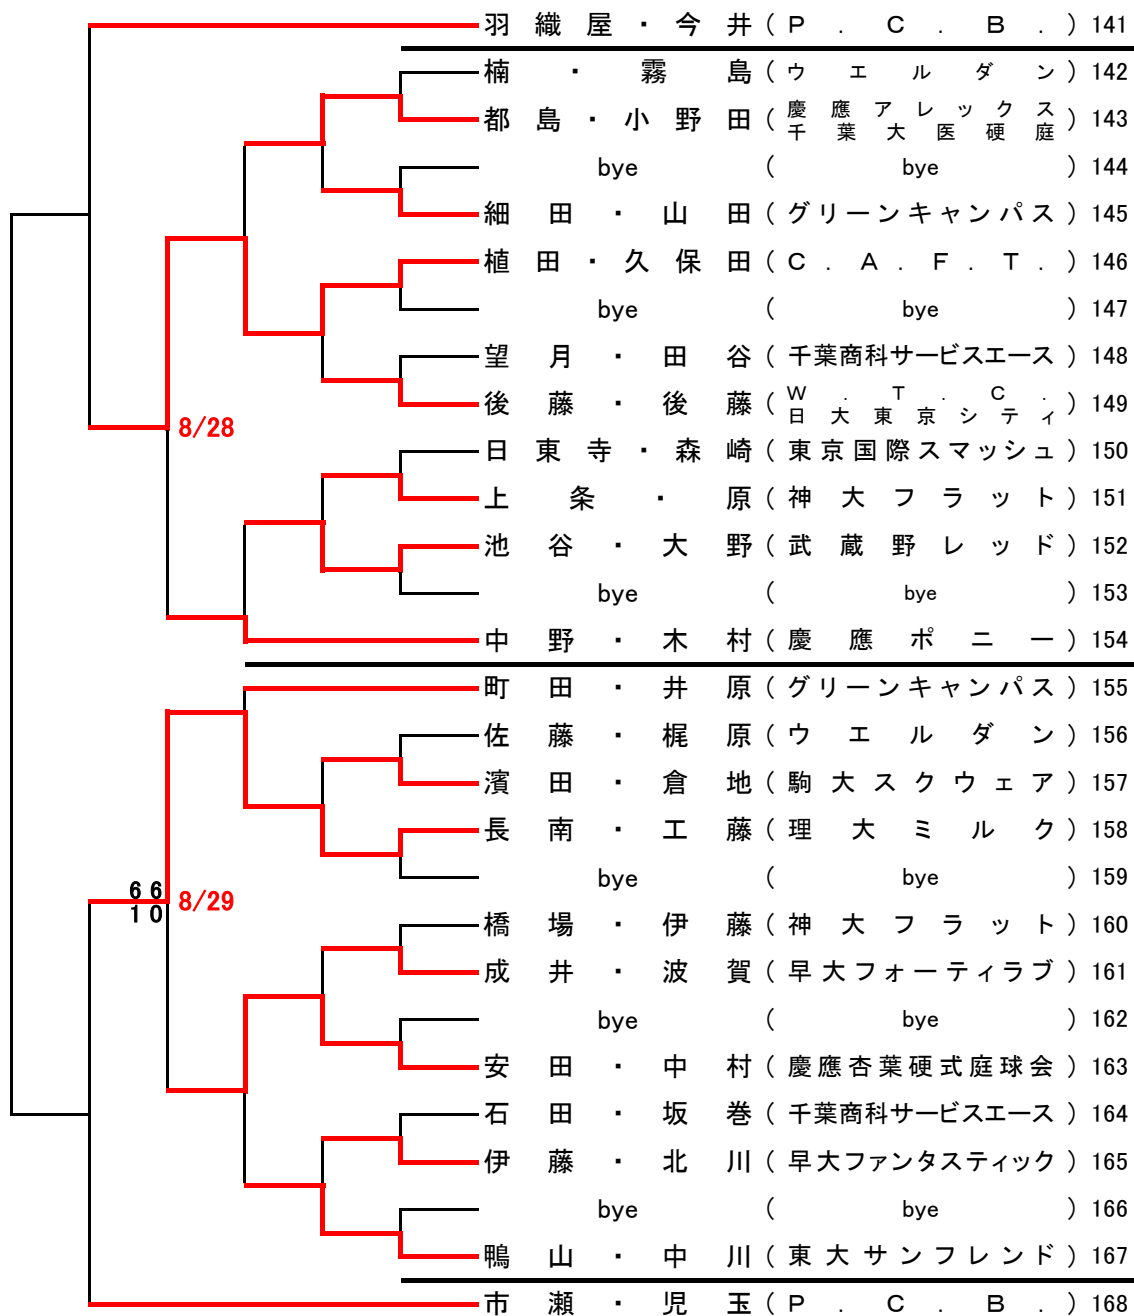 羽織屋・今井(P.C.B.)141
楠・霧島(ウエルダン)142
都島・小野田(慶應アレックス
千葉大医硬庭)143
bye(bye)144
細田・山田(グリーンキャンパス)145
植田・久保田(C.A.F.T.)146
bye(bye)147
望月・田谷(千葉商科サービスエース)148
後藤・後藤(W.T.C.
日大東京シティ)149
8/28
日東寺・森崎(東京国際スマッシュ)150
上条・原(神大フラット)151
池谷・大野(武蔵野レッド)152
bye(bye)153
中野・木村(慶應ポニー)154
町田・井原(グリーンキャンパス)155
佐藤・梶原(ウエルダン)156
濱田・倉地(駒大スクウェア)157
長南・工藤(理大ミルク)158
bye(bye)159
66
10
8/29
橋場・伊藤(神大フラット)160
成井・波賀(早大フォーティラブ)161
bye(bye)162
安田・中村(慶應杏葉硬式庭球会)163
石田・坂巻(千葉商科サービスエース)164
伊藤・北川(早大ファンタスティック)165
bye(bye)166
鴨山・中川(東大サンフレンド)167
市瀬・児玉(P.C.B.)168